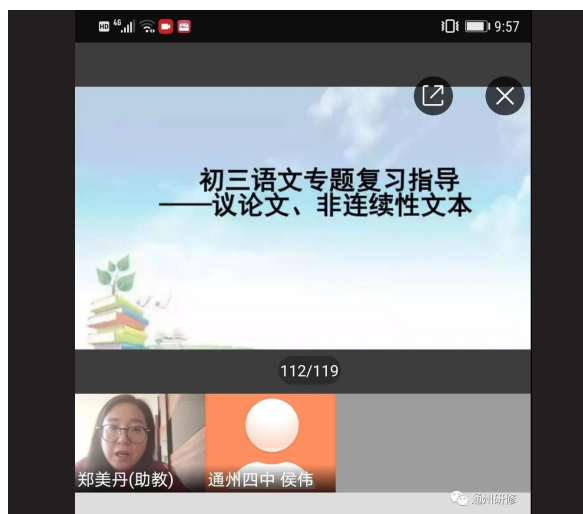 HD 4G 9:57
初三语文专题复习指导
——议论文、非连续性文本
112/119
郑美丹(助教)
通州四中 侯伟
通州研修